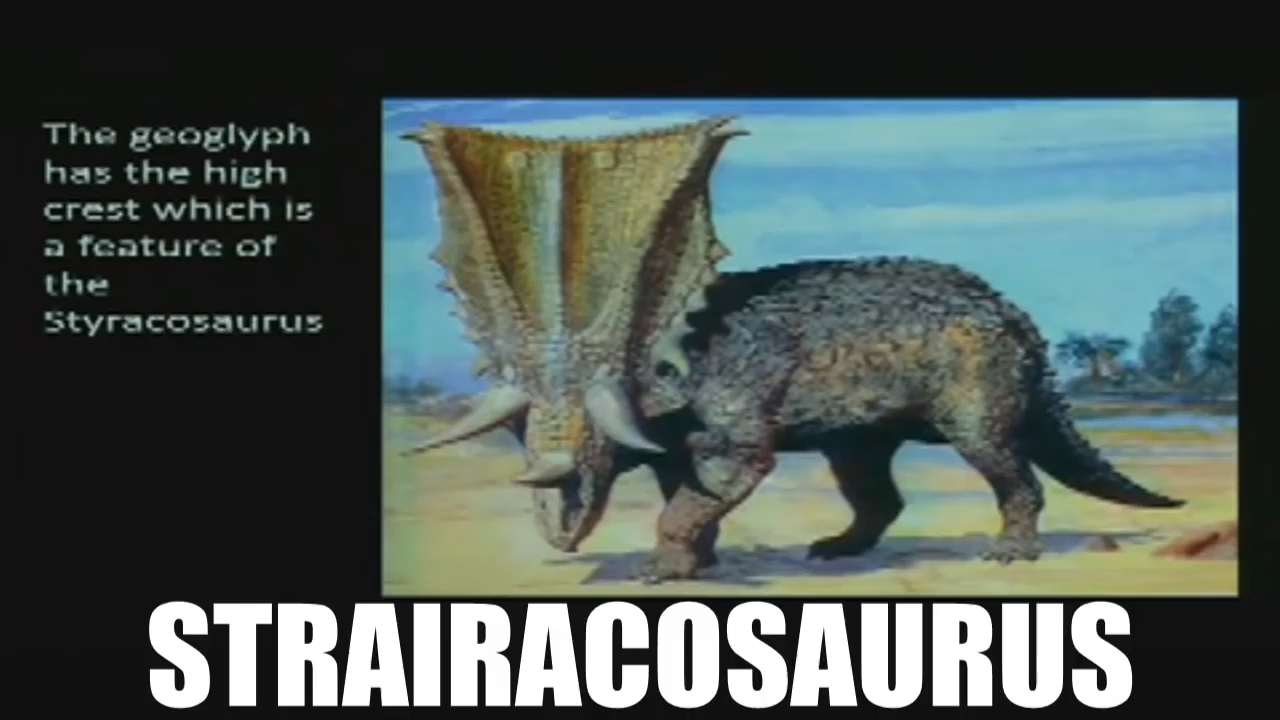 The geoglyph
has the high
crest which is
a feature of
the
Styracosaurus
STRAIRACOSAURUS